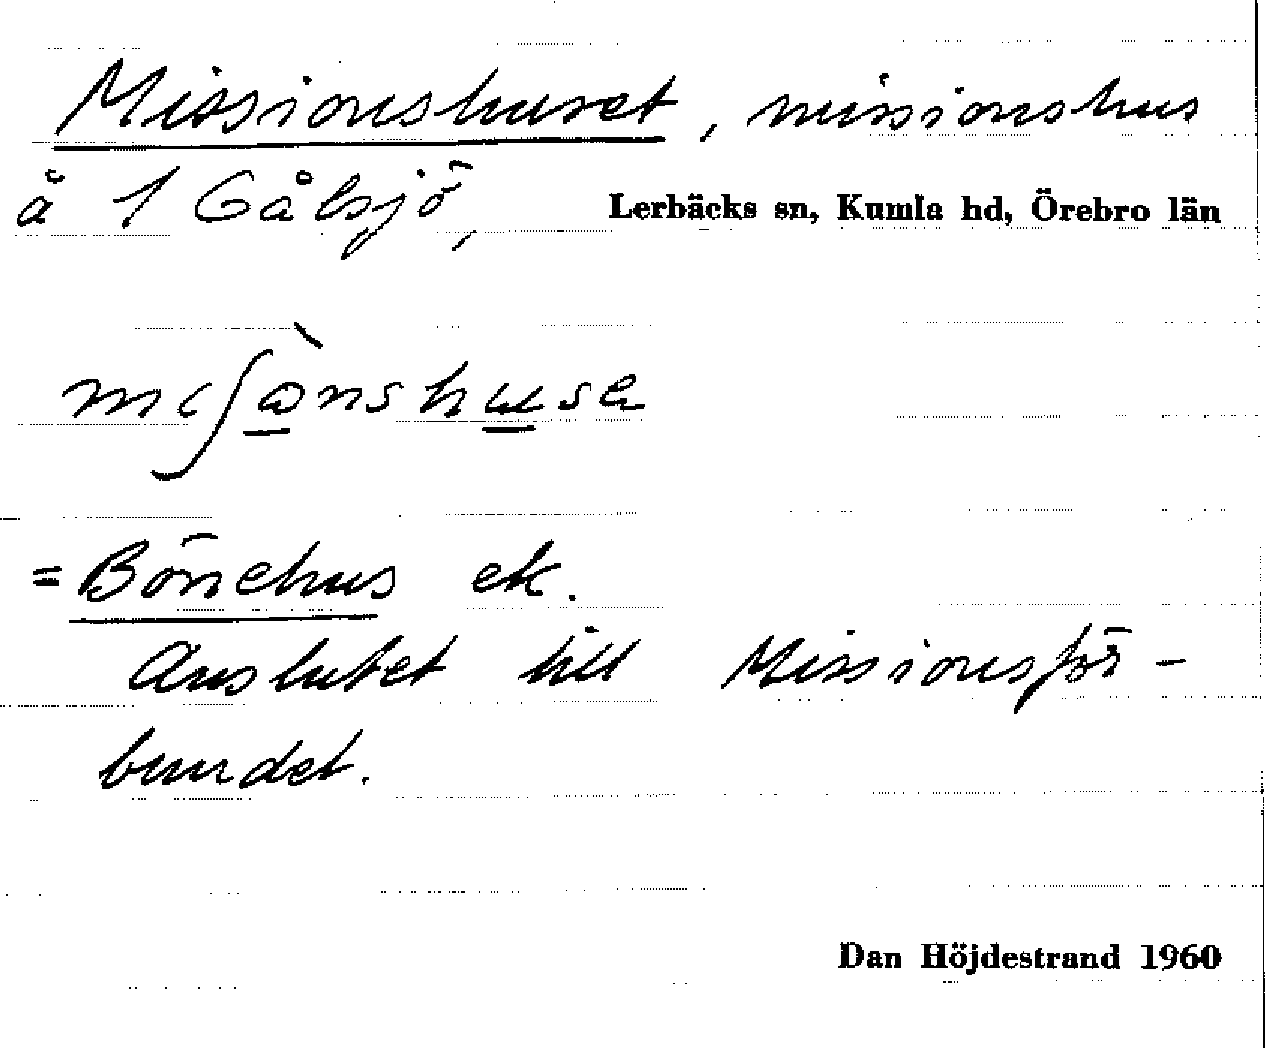 Missionshuset, missionshus
å 1 Gålsjö, Lerbäcks sn, Kumla hd, Örebro län
= Bönehus ek.
Anslutet till Missionsför-
bundet.
Dan Höjdestrand 1960